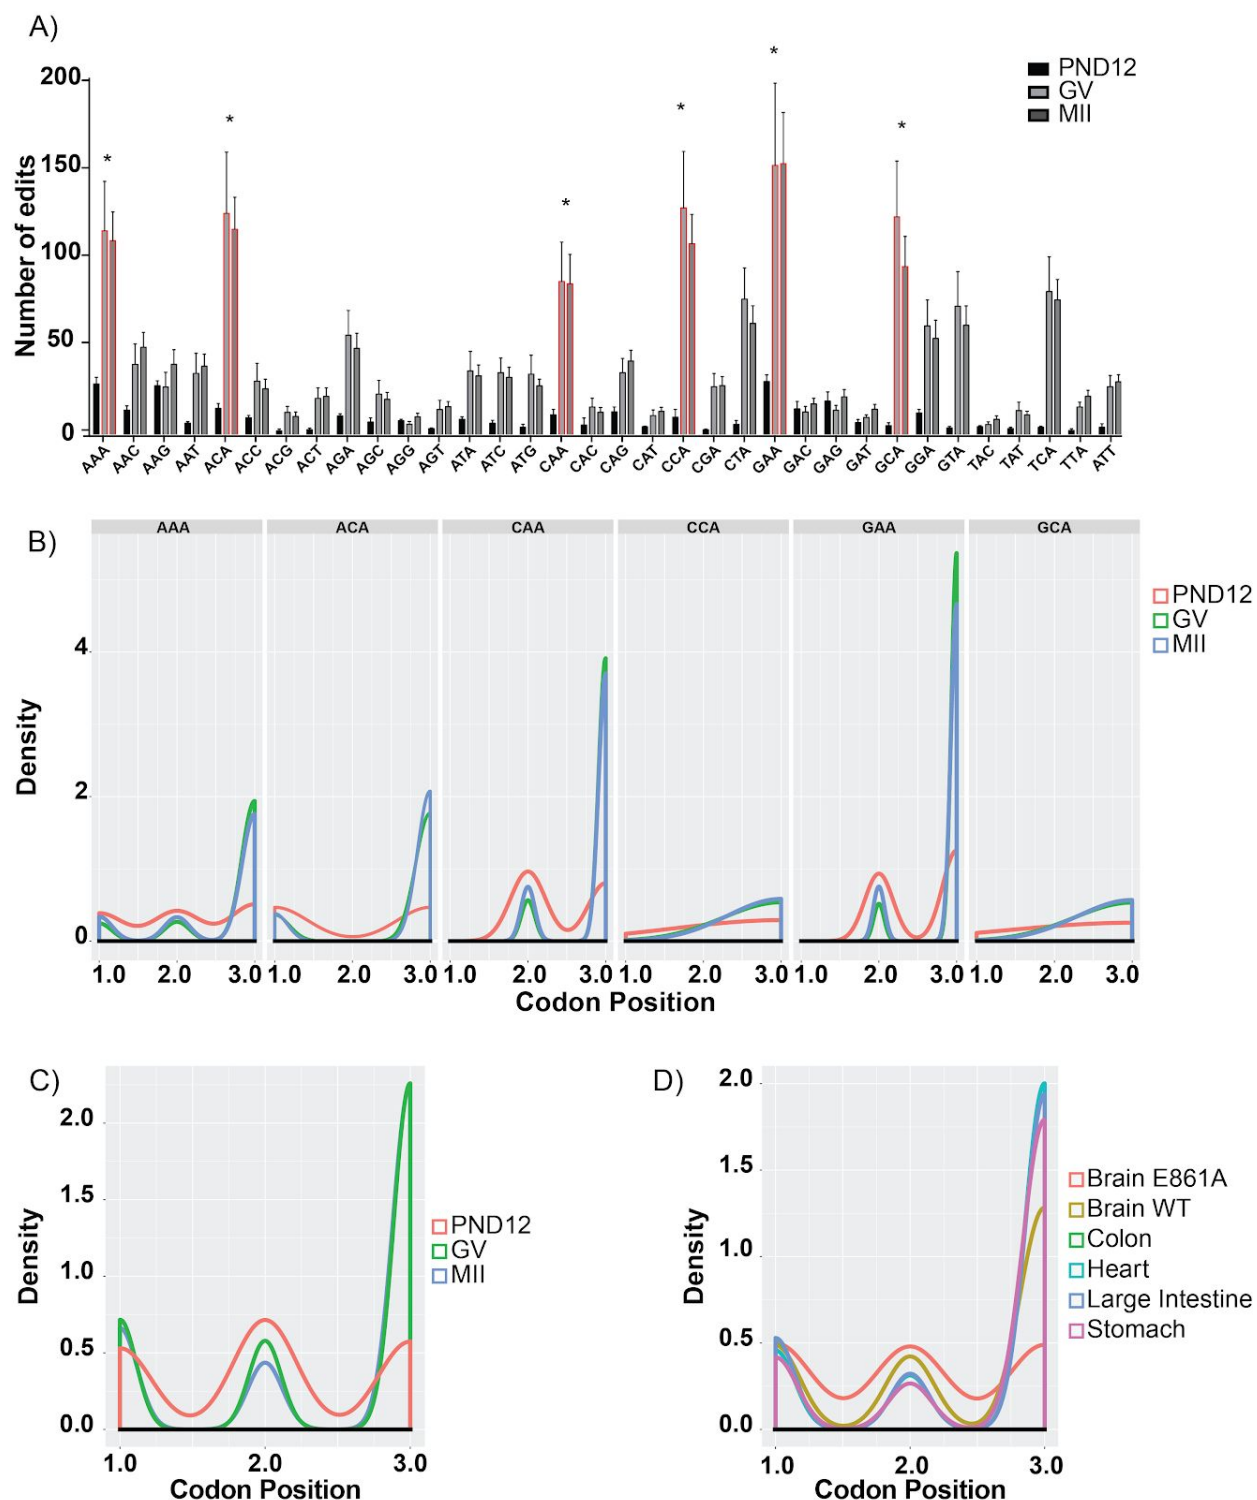 A)
PND12
GV
MII
Number of edits
200
150
100
50
0
* * * * * *
AAA AAC AAG AAT ACA ACC ACG ACT AGA AGC AGG AGT ATA ATC ATG CAA CAC CAG CAT CCA CGA CTA GAA GAC GAG GAT GCA GGA GTA TAC TAT TCA TTA ATT
B)
AAA ACA CAA CCA GAA GCA
PND12
GV
MII
Density
4
2
0
1.0 2.0 3.0 1.0 2.0 3.0 1.0 2.0 3.0 1.0 2.0 3.0 1.0 2.0 3.0 1.0 2.0 3.0
Codon Position
C)
Density
2.0
1.5
1.0
0.5
0.0
1.0 2.0 3.0
Codon Position
PND12
GV
MII
D)
Density
2.0
1.5
1.0
0.5
0.0
1.0 2.0 3.0
Codon Position
Brain E861A
Brain WT
Colon
Heart
Large Intestine
Stomach